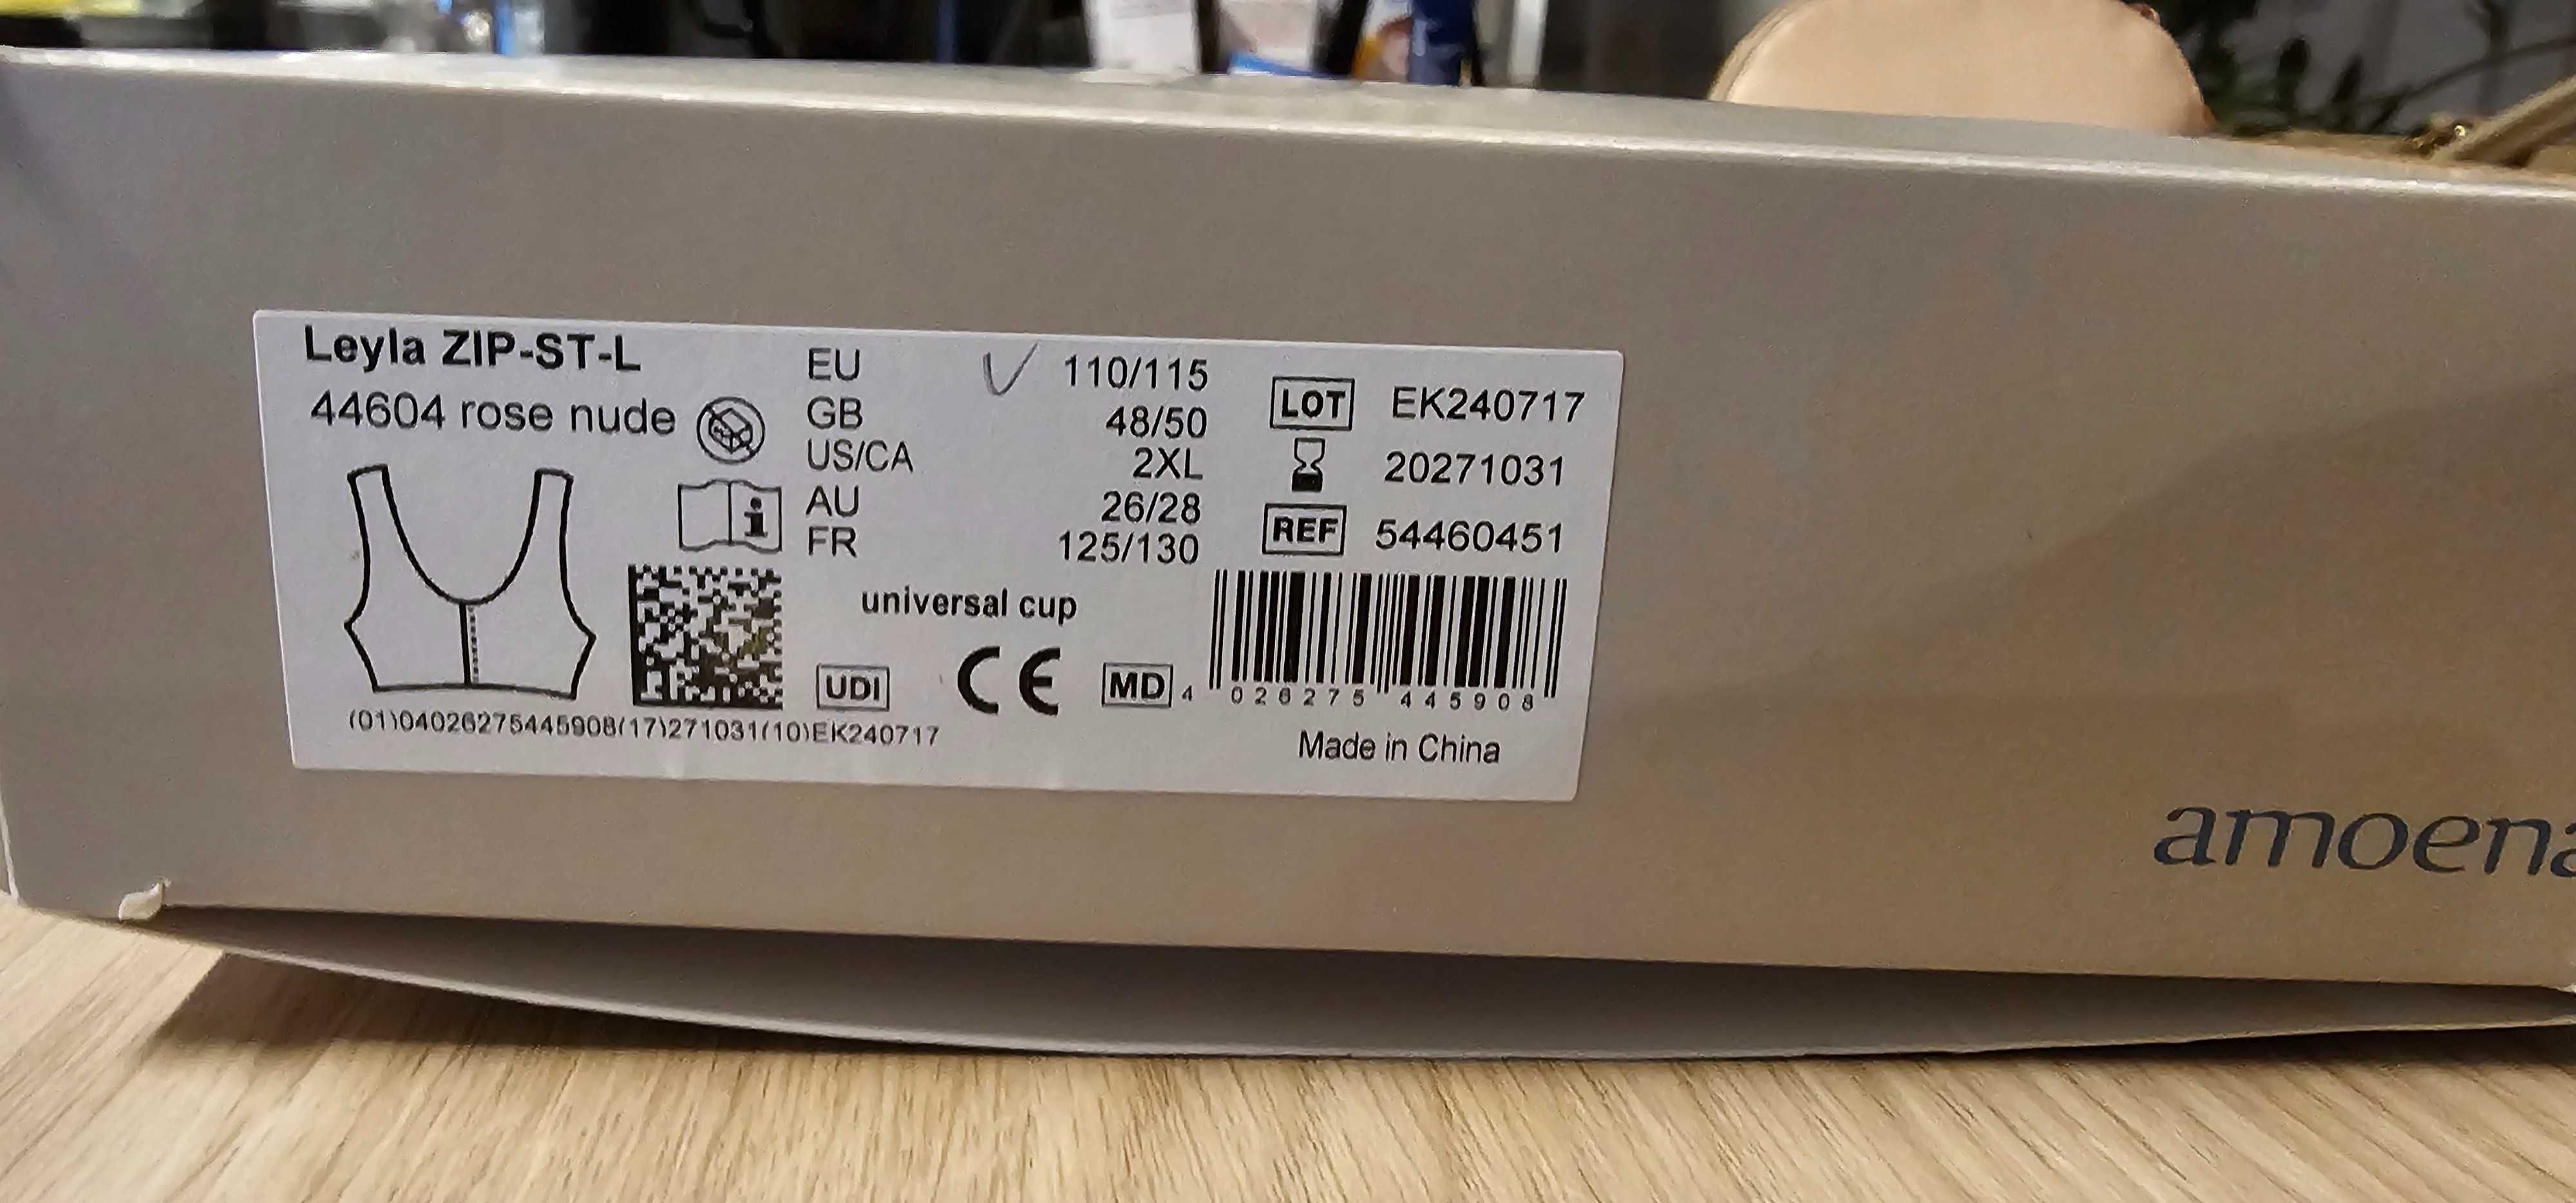 Leyla ZIP-ST-L
44604 rose nude
EU 110/115
GB 48/50
US/CA 2XL
AU 26/28
FR 125/130
universal cup
LOT EK240717
20271031
REF 54460451
UDI CE MD
4 026275 445908
(01)04026275445908(17)271031(10)EK240717
Made in China
amoena